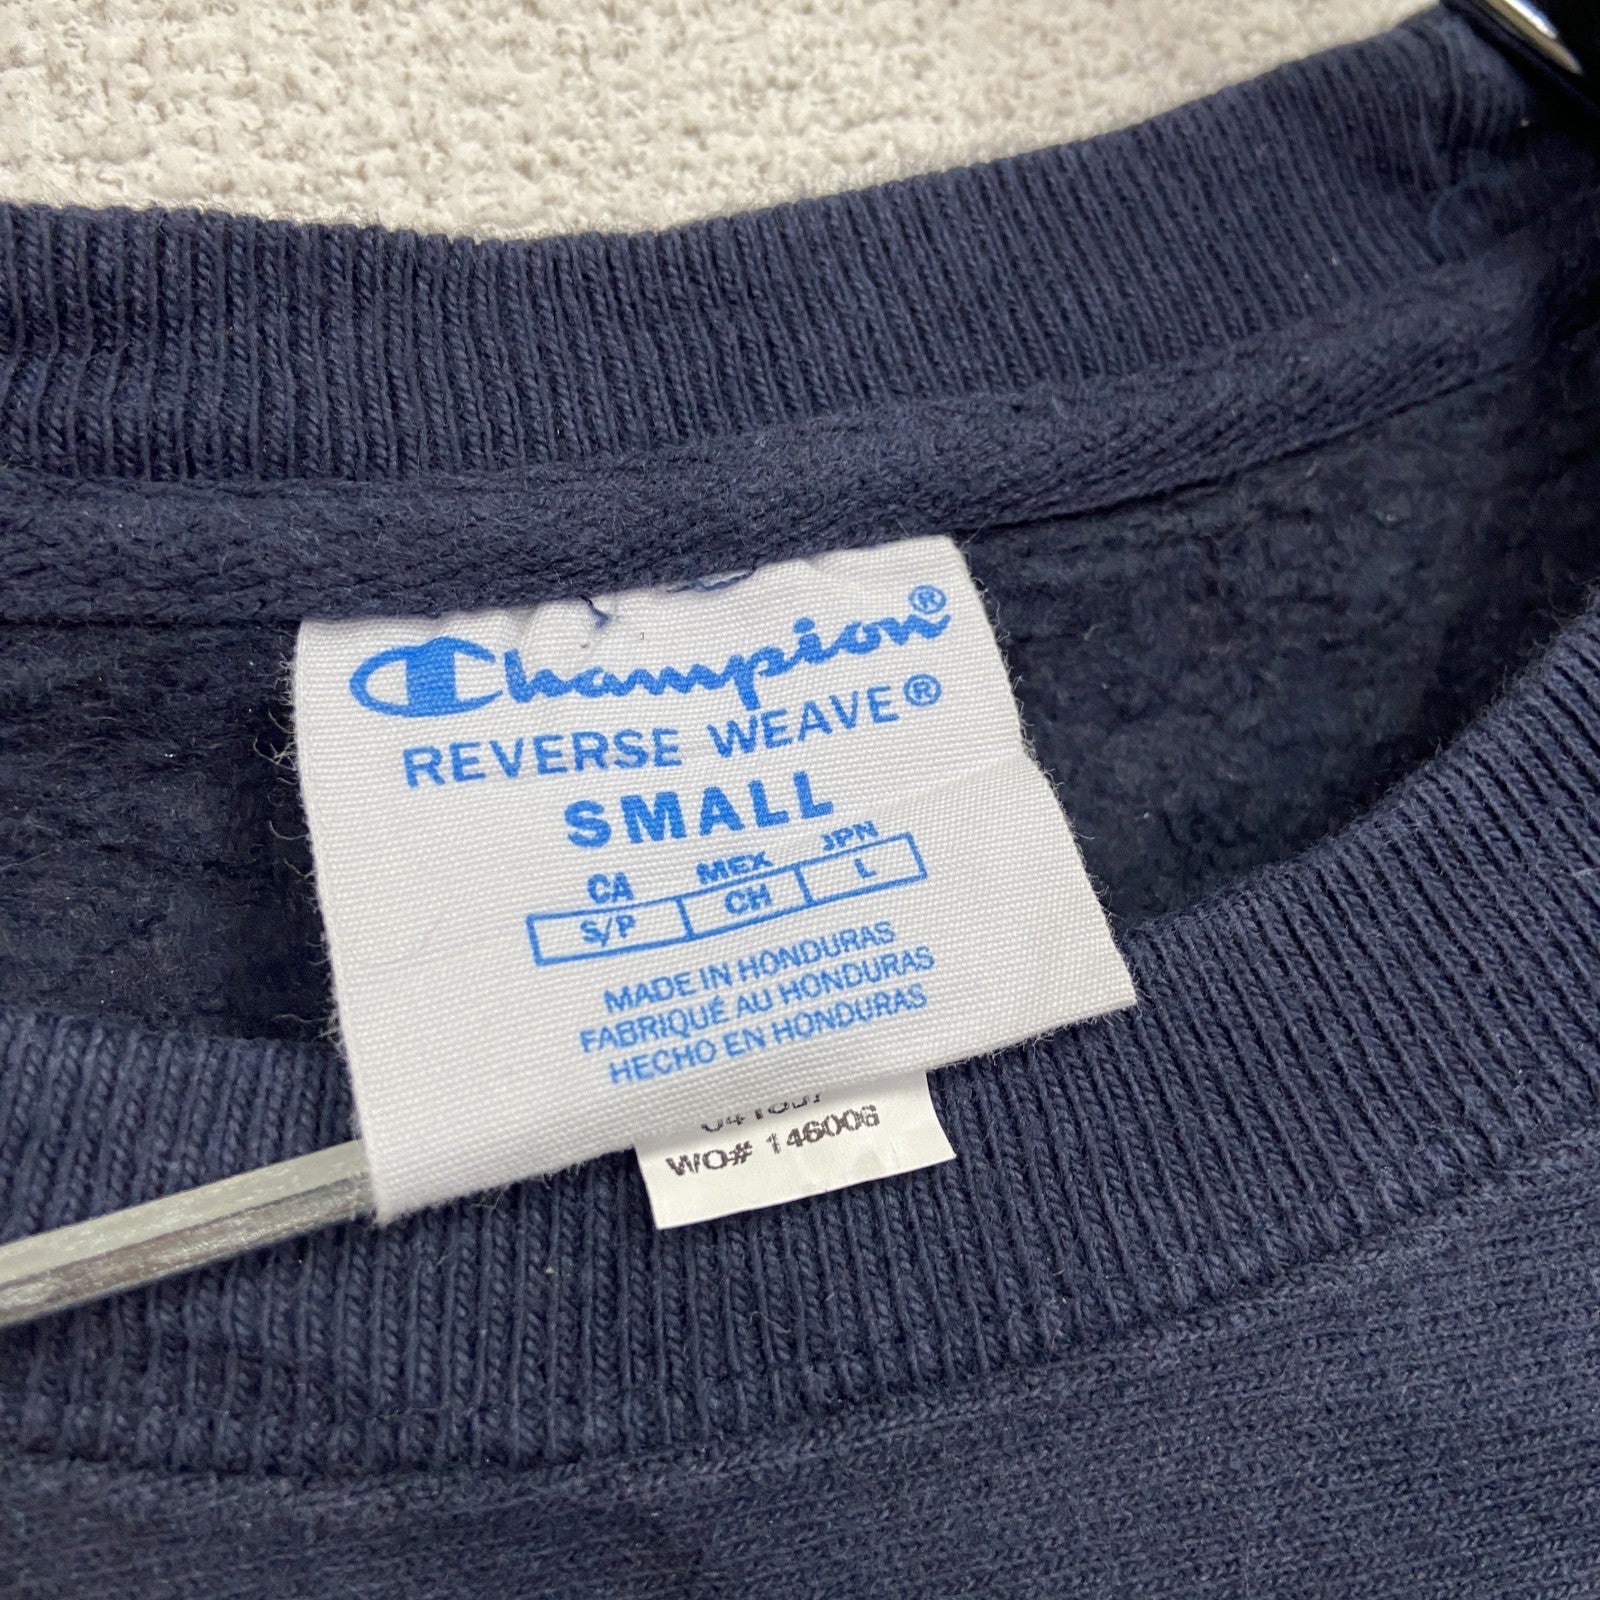 Champion®
REVERSE WEAVE®
SMALL
CA MEX JPN
S/P CH L
MADE IN HONDURAS
FABRIQUÉ AU HONDURAS
HECHO EN HONDURAS
WO# 146006